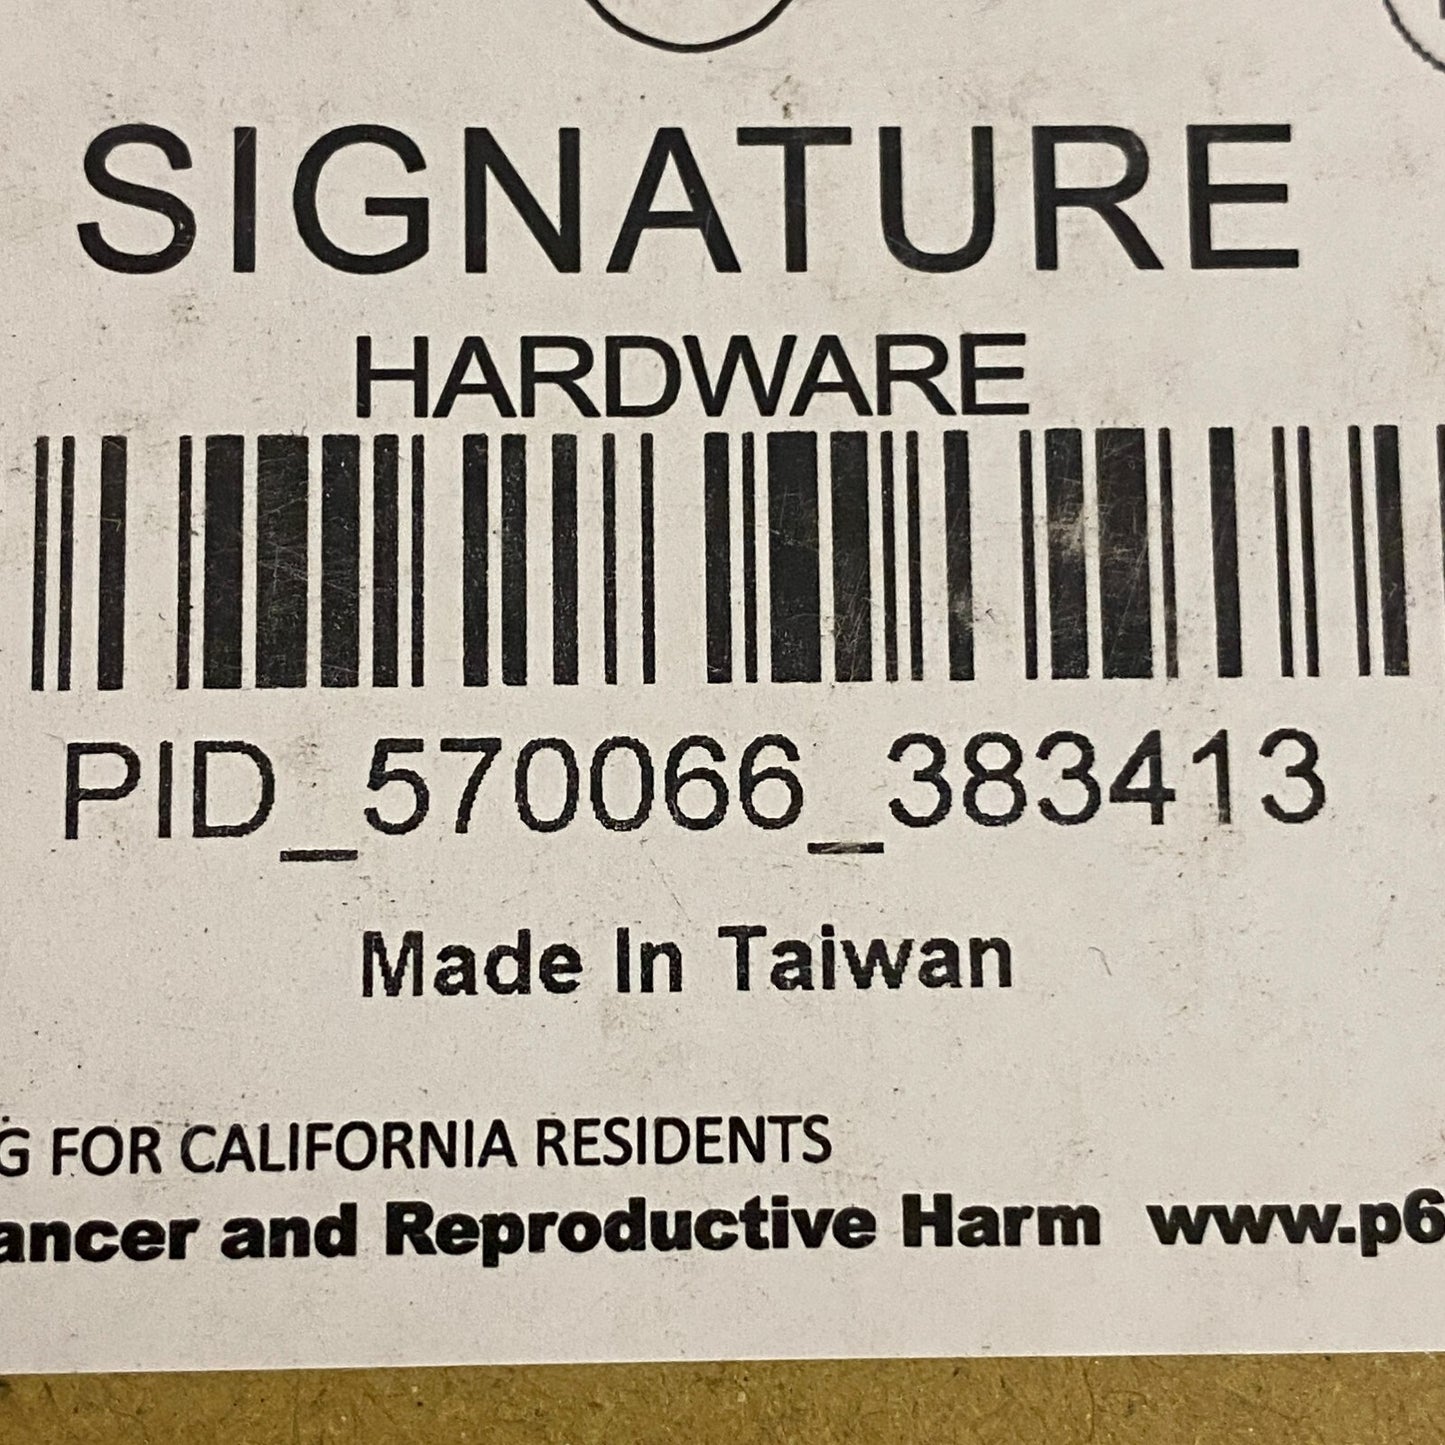 SIGNATURE
HARDWARE
PID_570066_383413
Made In Taiwan
G FOR CALIFORNIA RESIDENTS
ancer and Reproductive Harm www.p6